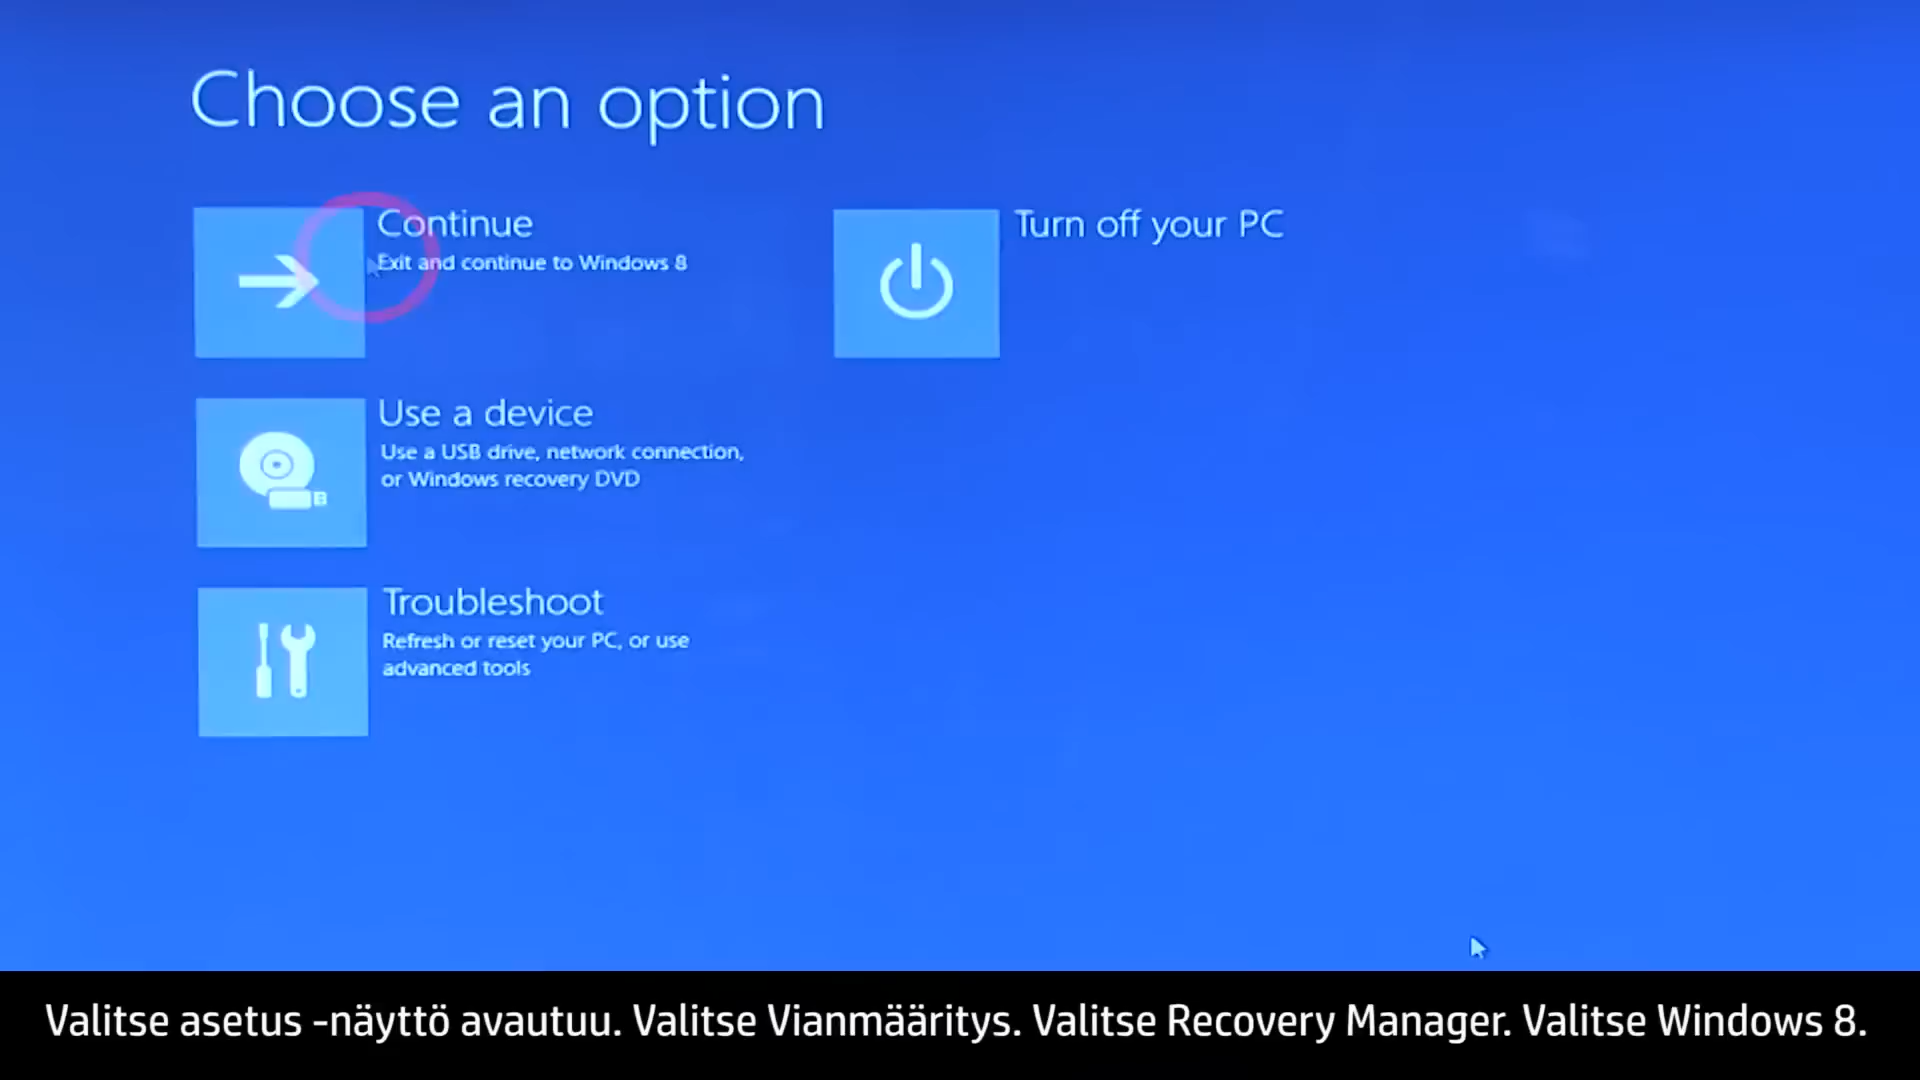 Choose an option
Continue
Exit and continue to Windows 8
Turn off your PC
Use a device
Use a USB drive, network connection,
or Windows recovery DVD
Troubleshoot
Refresh or reset your PC, or use
advanced tools
Valitse asetus -näyttö avautuu. Valitse Vianmääritys. Valitse Recovery Manager. Valitse Windows 8.